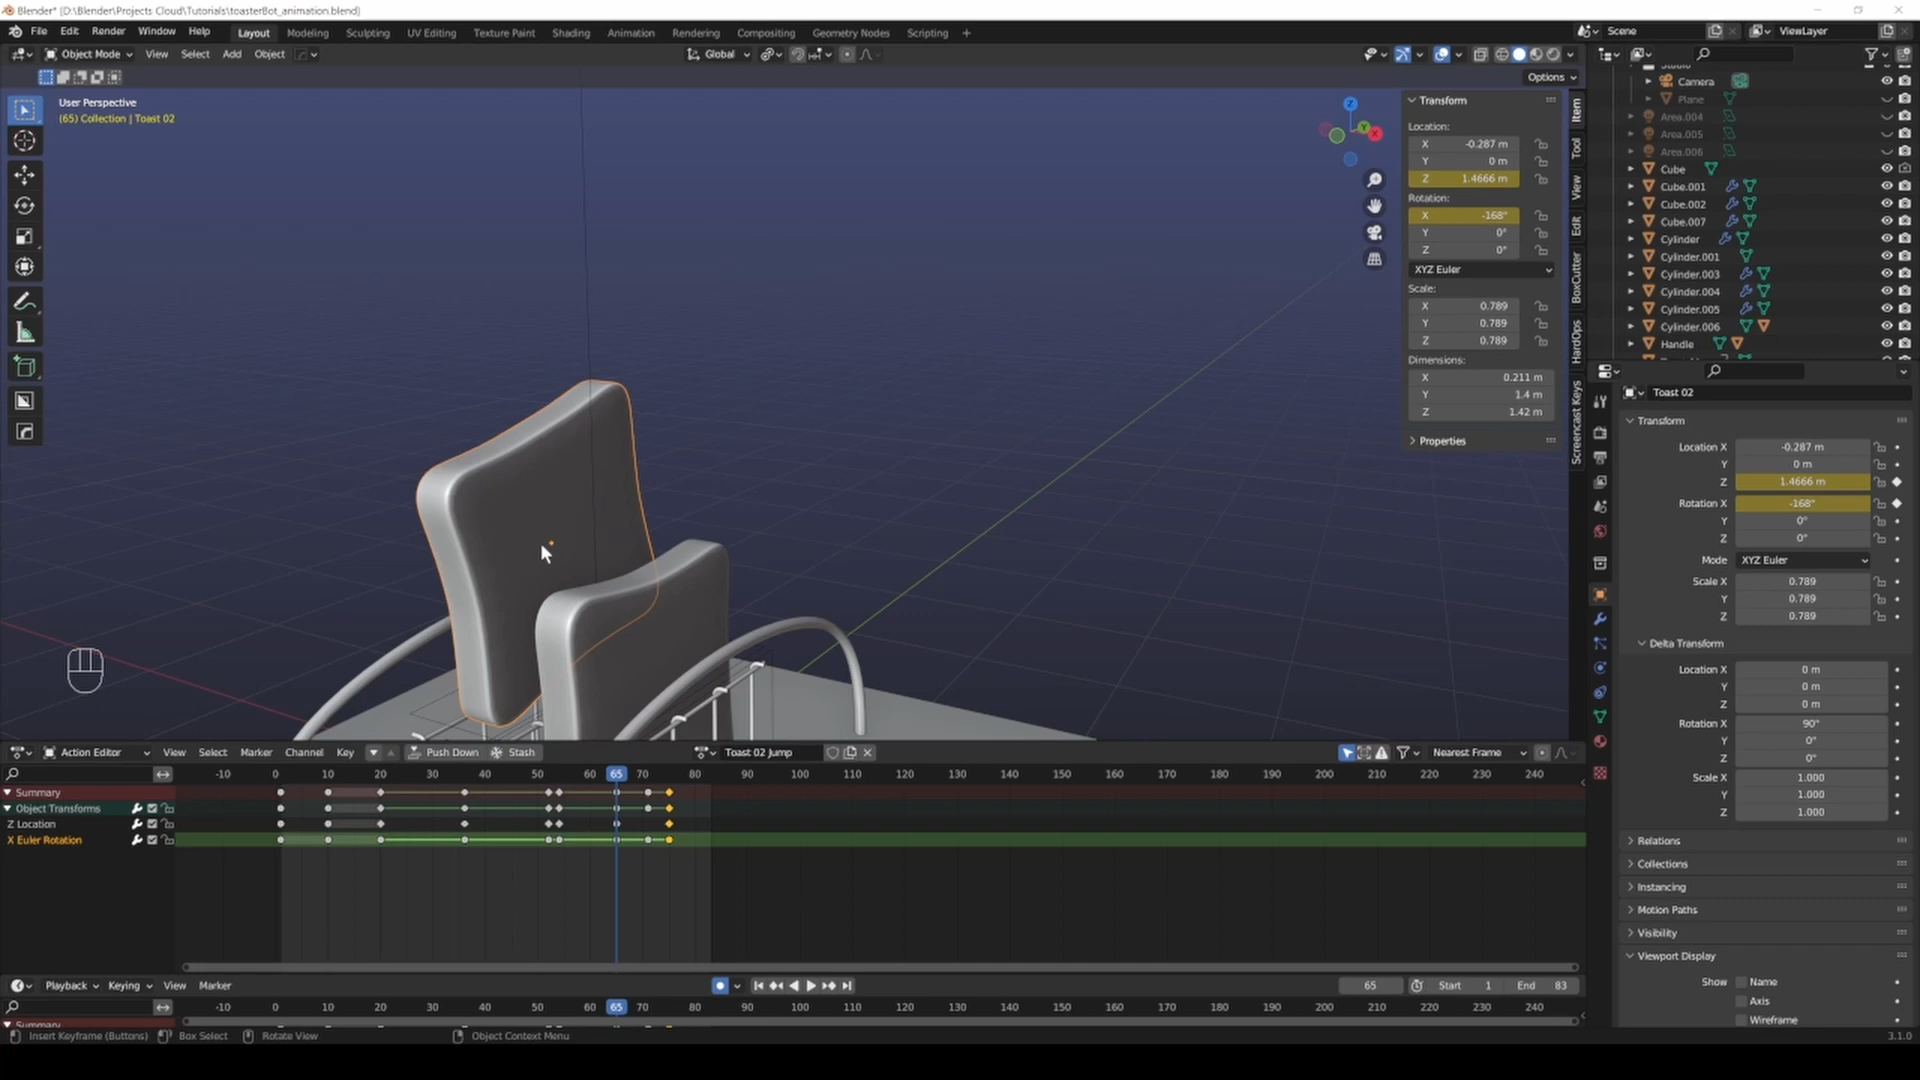 Blender* [D:\Blender\Projects Cloud\Tutorials\toasterBot_animation.blend]
File Edit Render Window Help Layout Modeling Sculpting UV Editing Texture Paint Shading Animation Rendering Compositing Geometry Nodes Scripting + Scene ViewLayer
Object Mode View Select Add Object Global
Options
User Perspective
(65) Collection | Toast 02
Z
Y
X
Transform
Location:
X -0.287 m
Y 0 m
Z 1.4666 m
Rotation:
X -168°
Y 0°
Z 0°
XYZ Euler
Scale:
X 0.789
Y 0.789
Z 0.789
Dimensions:
X 0.211 m
Y 1.4 m
Z 1.42 m
Properties
Item
Tool
View
Edit
BoxCutter
HardOps
Screencast Keys
Camera
Plane
Area.004
Area.005
Area.006
Cube
Cube.001
Cube.002
Cube.007
Cylinder
Cylinder.001
Cylinder.003
Cylinder.004
Cylinder.005
Cylinder.006
Handle
Toast 02
Transform
Location X -0.287 m
Y 0 m
Z 1.4666 m
Rotation X -168°
Y 0°
Z 0°
Mode XYZ Euler
Scale X 0.789
Y 0.789
Z 0.789
Delta Transform
Location X 0 m
Y 0 m
Z 0 m
Rotation X 90°
Y 0°
Z 0°
Scale X 1.000
Y 1.000
Z 1.000
Relations
Collections
Instancing
Motion Paths
Visibility
Viewport Display
Show Name
Axis
Wireframe
Action Editor View Select Marker Channel Key Push Down Stash Toast 02 Jump Nearest Frame
-10 0 10 20 30 40 50 60 65 70 80 90 100 110 120 130 140 150 160 170 180 190 200 210 220 230 240
Summary
Object Transforms
Z Location
X Euler Rotation
Playback Keying View Marker 65 Start 1 End 83
-10 0 10 20 30 40 50 60 65 70 80 90 100 110 120 130 140 150 160 170 180 190 200 210 220 230 240
Summary
Insert Keyframe (Buttons) Box Select Rotate View Object Context Menu 3.1.0